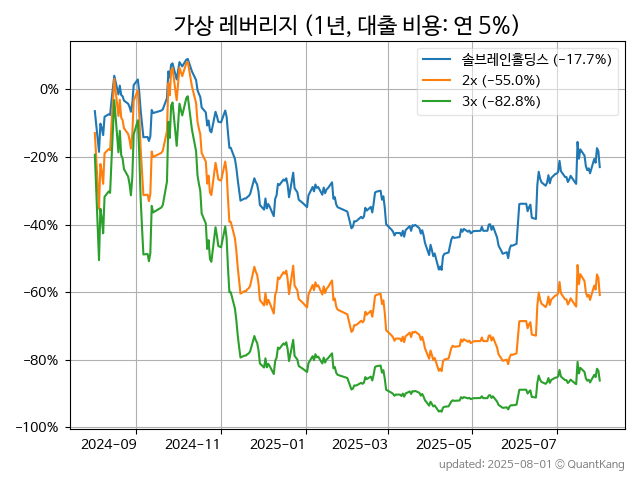 가상 레버리지 (1년, 대출 비용: 연 5%)
솔브레인홀딩스 (−17.7%)
2x (−55.0%)
3x (−82.8%)
0%
−20%
−40%
−60%
−80%
−100%
2024-09
2024-11
2025-01
2025-03
2025-05
2025-07
updated: 2025-08-01 © QuantKang